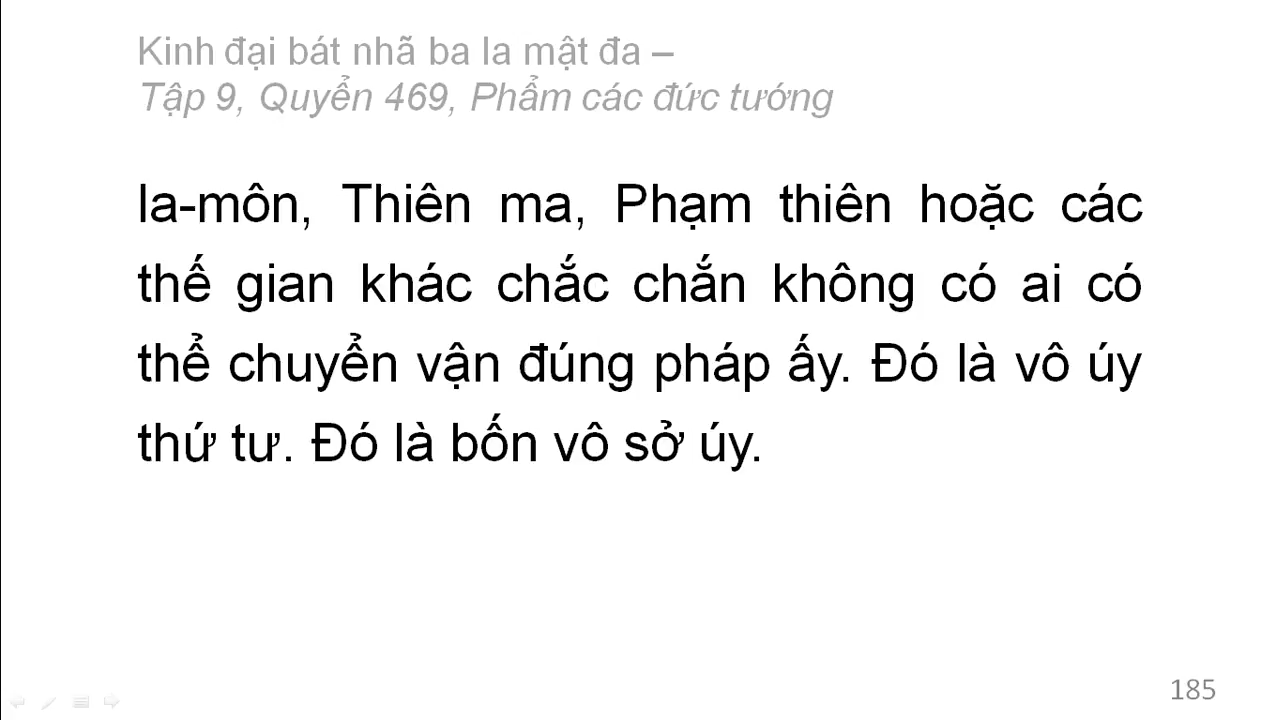 Kinh đại bát nhã ba la mật đa –
Tập 9, Quyển 469, Phẩm các đức tướng
la-môn, Thiên ma, Phạm thiên hoặc các
thế gian khác chắc chắn không có ai có
thể chuyển vận đúng pháp ấy. Đó là vô úy
thứ tư. Đó là bốn vô sở úy.
185